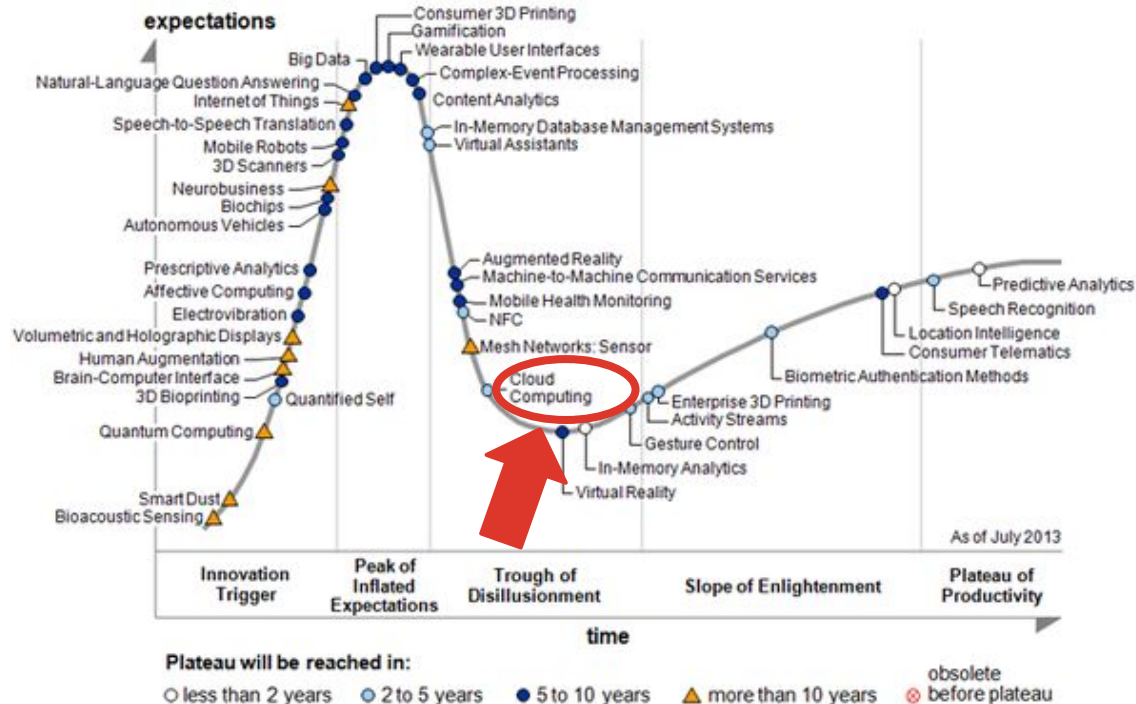 expectations
Consumer 3D Printing
Gamification
Wearable User Interfaces
Big Data
Complex-Event Processing
Natural-Language Question Answering
Content Analytics
Internet of Things
Speech-to-Speech Translation
In-Memory Database Management Systems
Mobile Robots
Virtual Assistants
3D Scanners
Neurobusiness
Biochips
Autonomous Vehicles
Augmented Reality
Prescriptive Analytics
Machine-to-Machine Communication Services
Affective Computing
Mobile Health Monitoring
Electrovibration
NFC
Volumetric and Holographic Displays
Mesh Networks: Sensor
Human Augmentation
Brain-Computer Interface
Cloud
Computing
3D Bioprinting
Quantified Self
Quantum Computing
Smart Dust
Bioacoustic Sensing
Predictive Analytics
Speech Recognition
Location Intelligence
Consumer Telematics
Biometric Authentication Methods
Enterprise 3D Printing
Activity Streams
Gesture Control
In-Memory Analytics
Virtual Reality
As of July 2013
Innovation
Trigger
Peak of
Inflated
Expectations
Trough of
Disillusionment
Slope of Enlightenment
Plateau of
Productivity
time
Plateau will be reached in:
less than 2 years
2 to 5 years
5 to 10 years
more than 10 years
obsolete
before plateau